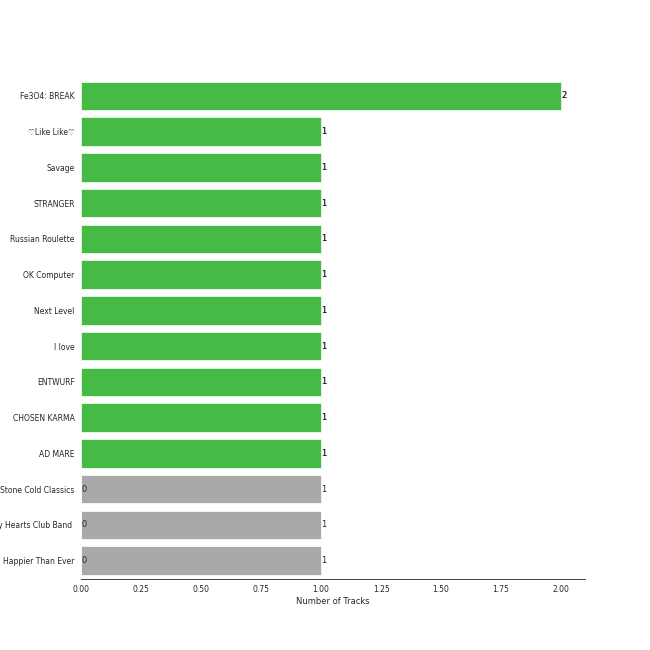 Fe3O4: BREAK 2
♡Like Like♡ 1
Savage 1
STRANGER 1
Russian Roulette 1
OK Computer 1
Next Level 1
I love 1
ENTWURF 1
CHOSEN KARMA 1
AD MARE 1
Stone Cold Classics 0 1
Hearts Club Band 0 1
Happier Than Ever 0 1
0.00 0.25 0.50 0.75 1.00 1.25 1.50 1.75 2.00
Number of Tracks